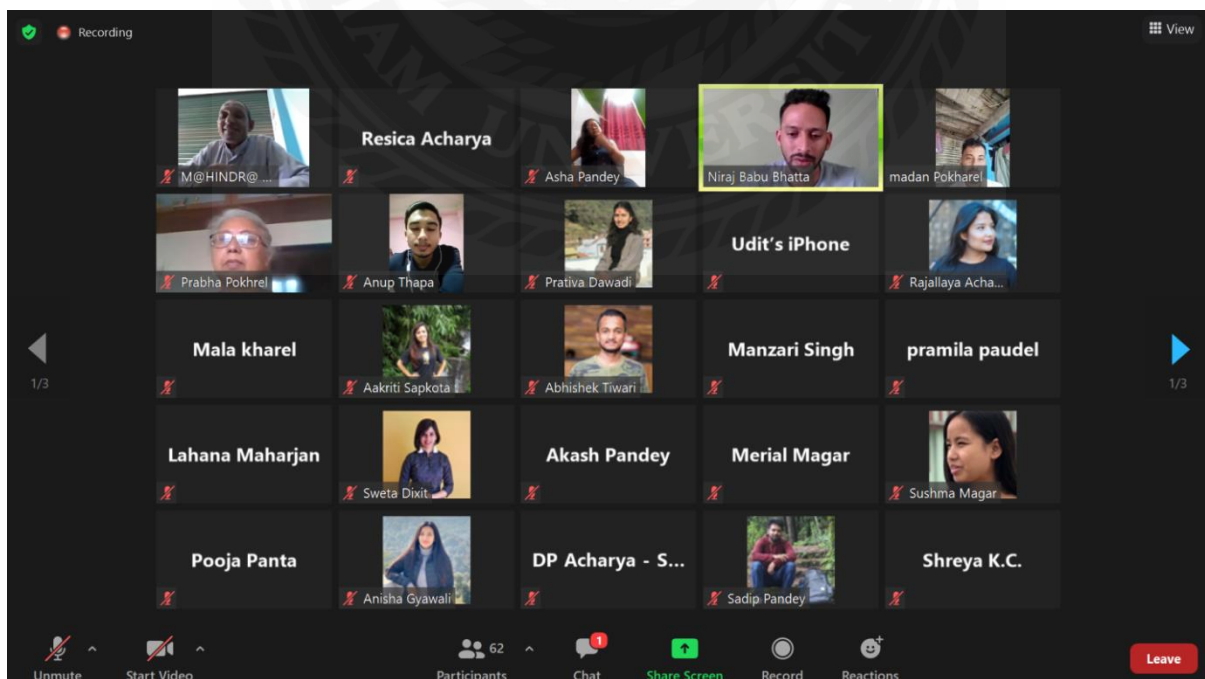 Recording
View
M@HINDR@ ...
Resica Acharya
Asha Pandey
Niraj Babu Bhatta
madan Pokharel
Prabha Pokhrel
Anup Thapa
Prativa Dawadi
Udit's iPhone
Rajallaya Acha...
Mala kharel
Aakriti Sapkota
Abhishek Tiwari
Manzari Singh
pramila paudel
1/3
1/3
Lahana Maharjan
Sweta Dixit
Akash Pandey
Merial Magar
Sushma Magar
Pooja Panta
Anisha Gyawali
DP Acharya - S...
Sadip Pandey
Shreya K.C.
62
1
Unmute
Start Video
Participants
Chat
Share Screen
Record
Reactions
Leave